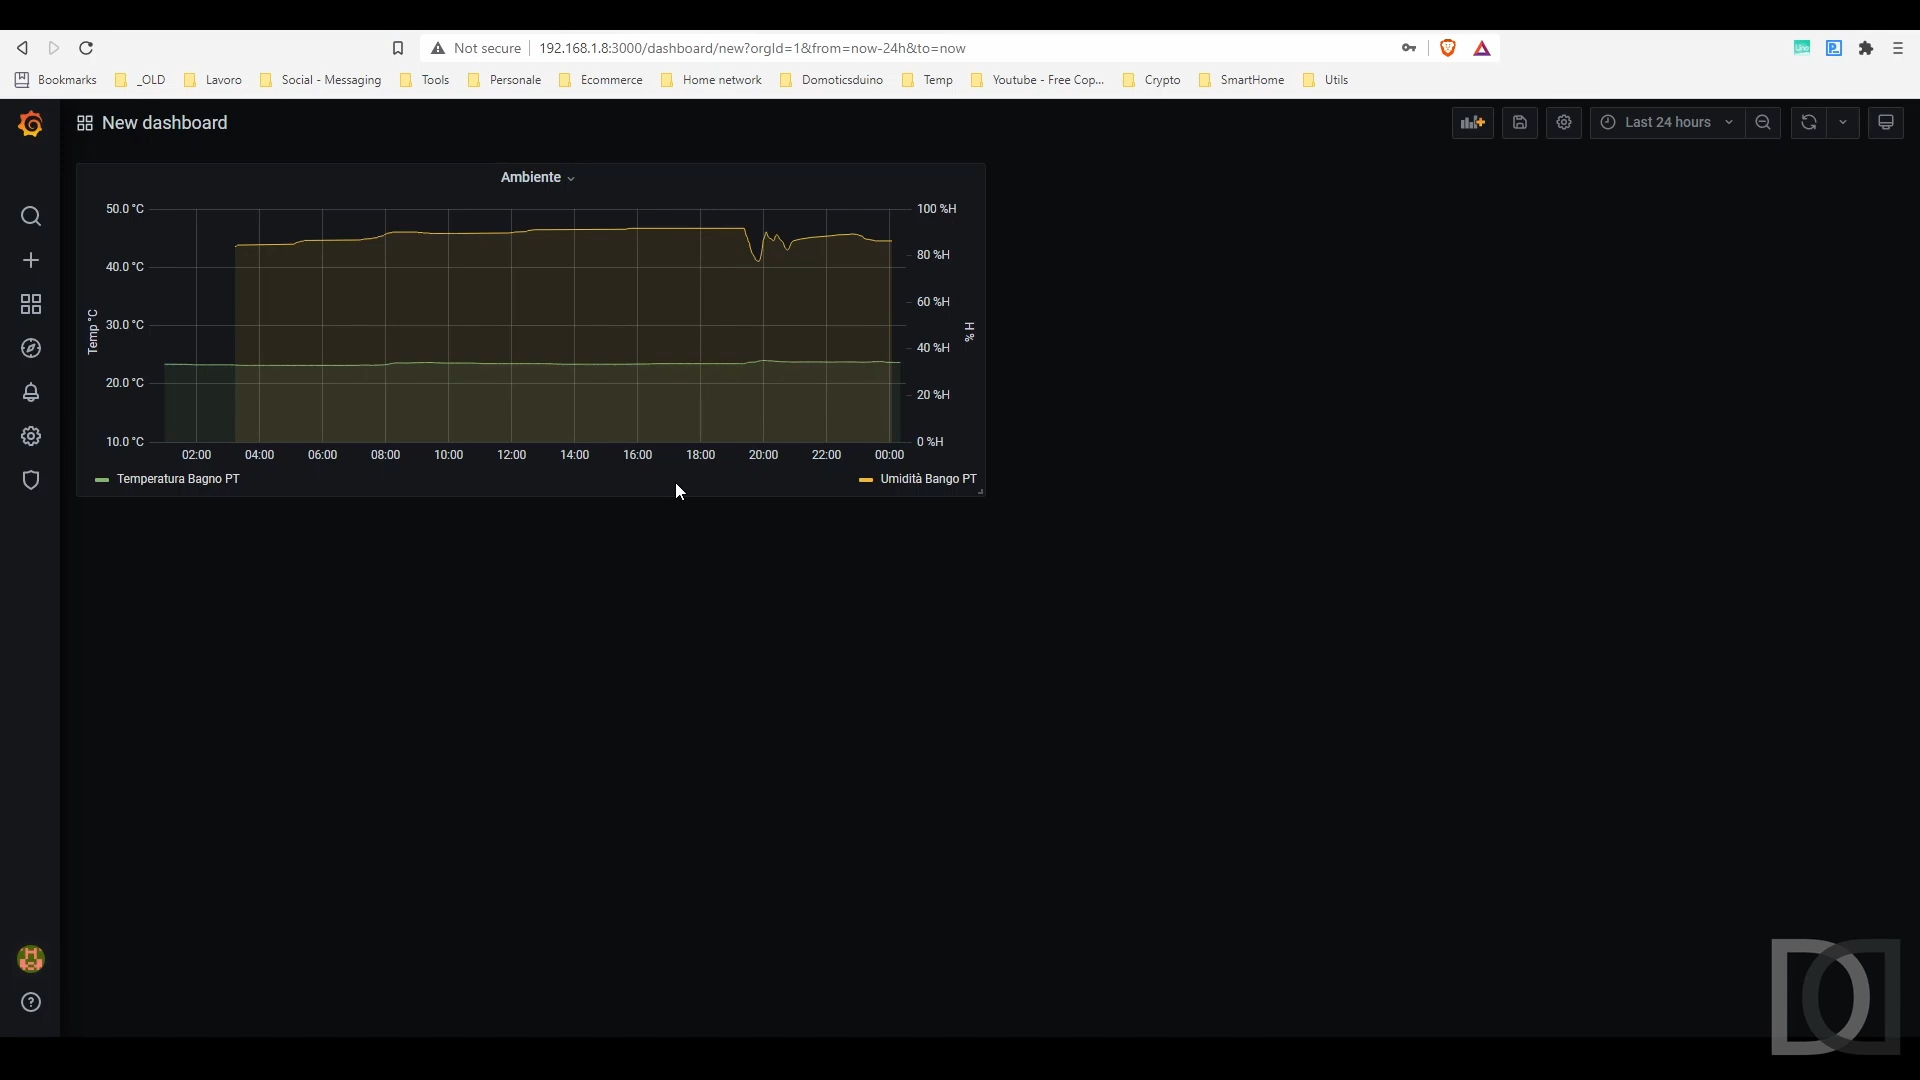 Not secure 192.168.1.8:3000/dashboard/new?orgId=1&from=now-24h&to=now
Bookmarks _OLD Lavoro Social - Messaging Tools Personale Ecommerce Home network Domoticsduino Temp Youtube - Free Cop... Crypto SmartHome Utils
New dashboard Last 24 hours
Ambiente
50.0 °C 100 %H
40.0 °C 80 %H
30.0 °C 60 %H
20.0 °C 40 %H
10.0 °C 20 %H
0 %H
Temp °C
% H
02:00 04:00 06:00 08:00 10:00 12:00 14:00 16:00 18:00 20:00 22:00 00:00
Temperatura Bagno PT Umidità Bango PT